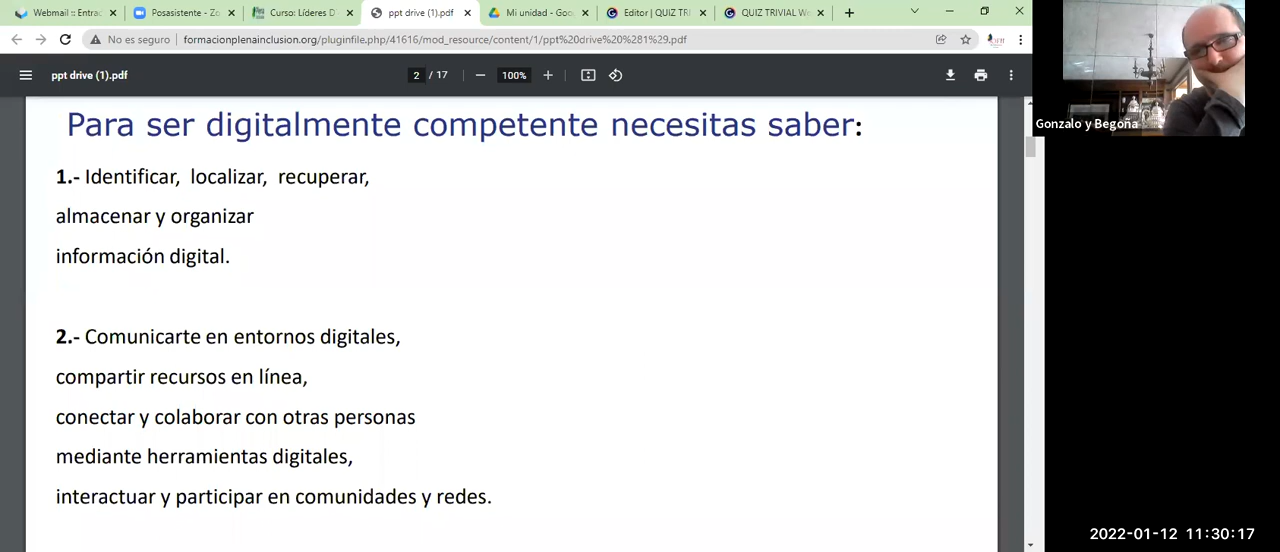 Webmail :: Entra
Posasistente - Zo
Curso: Líderes D
ppt drive (1).pdf
Mi unidad - Goo
Editor | QUIZ TRI
QUIZ TRIVIAL We
No es seguro
formacionplenainclusion.org/pluginfile.php/41616/mod_resource/content/1/ppt%20drive%20%281%29.pdf
ppt drive (1).pdf
2 / 17
100%
Para ser digitalmente competente necesitas saber:
1.- Identificar, localizar, recuperar,
almacenar y organizar
información digital.
2.- Comunicarte en entornos digitales,
compartir recursos en línea,
conectar y colaborar con otras personas
mediante herramientas digitales,
interactuar y participar en comunidades y redes.
Gonzalo y Begoña
2022-01-12 11:30:17